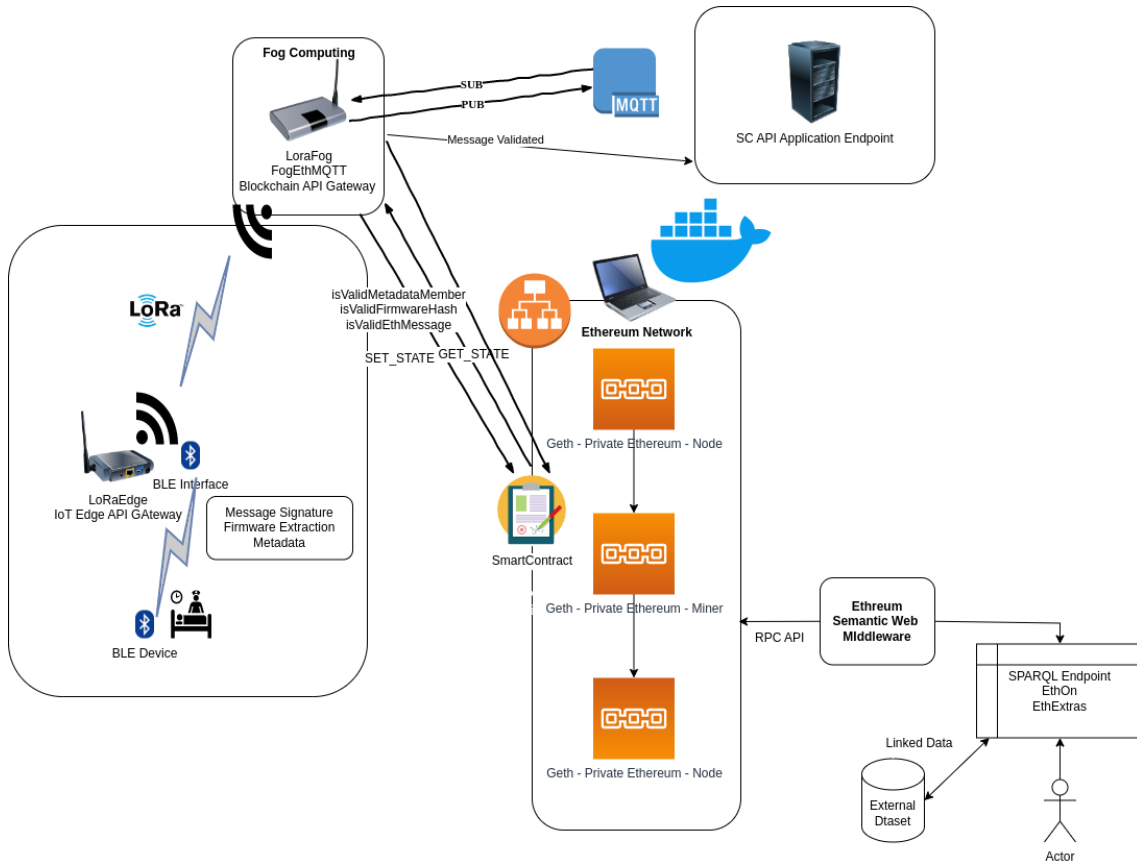 Fog Computing
SUB
PUB
MQTT
LoraFog
FogEthMQTT
Blockchain API Gateway
Message Validated
SC API Application Endpoint
LoRa
isValidMetadataMember
isValidFirmwareHash
isValidEthMessage
SET_STATE
GET_STATE
Ethereum Network
Geth - Private Ethereum - Node
BLE Interface
LoRaEdge
IoT Edge API GAteway
Message Signature
Firmware Extraction
Metadata
BLE Device
SmartContract
Geth - Private Ethereum - Miner
RPC API
Ethreum
Semantic Web
MIddleware
SPARQL Endpoint
EthOn
EthExtras
Linked Data
Geth - Private Ethereum - Node
External
Dtaset
Actor